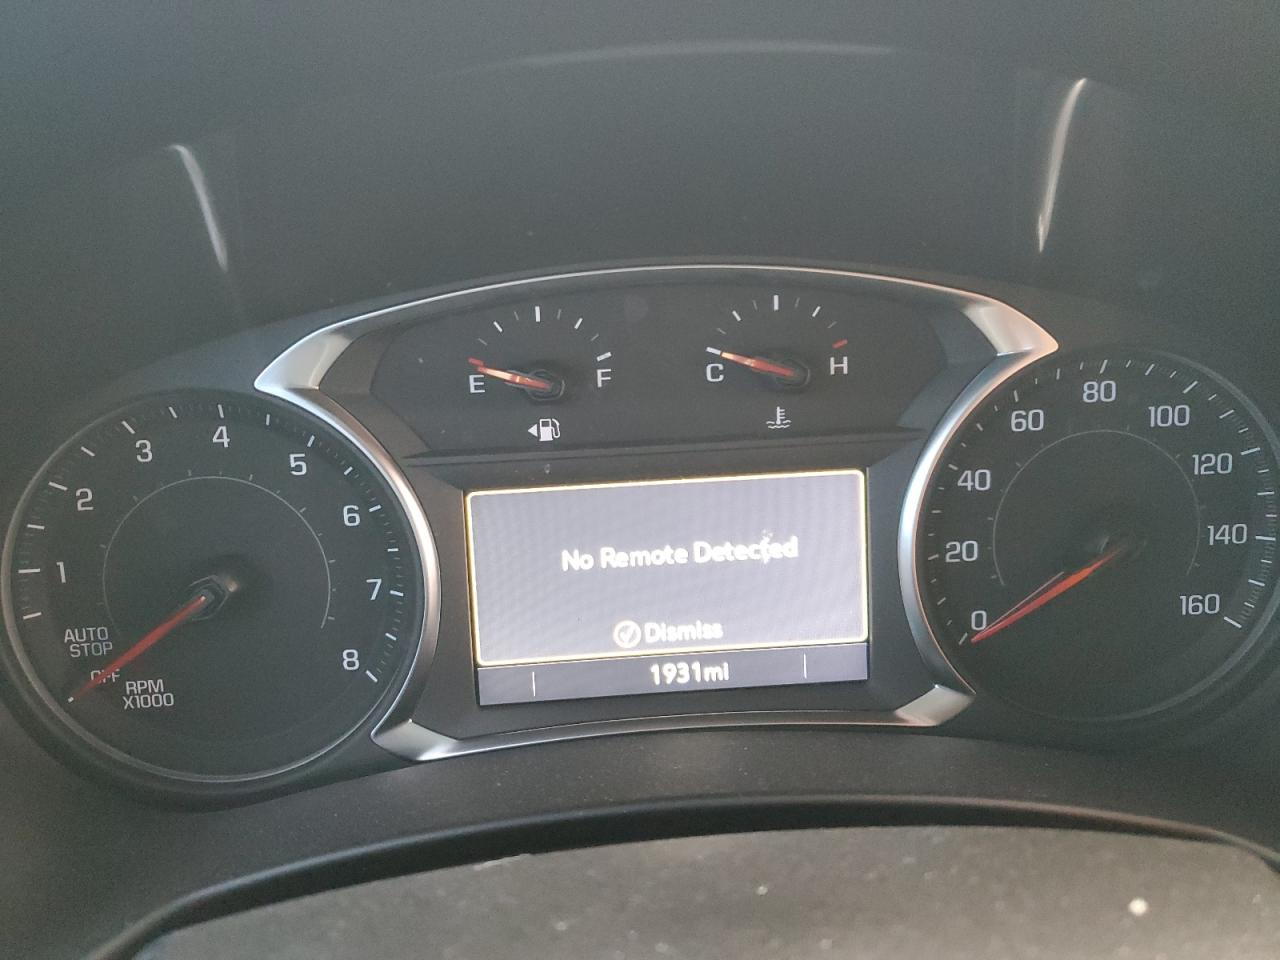 E
F
C
H
1
2
3
4
5
6
7
8
AUTO
STOP
OFF
RPM
X1000
No Remote Detected
Dismiss
1931mi
0
20
40
60
80
100
120
140
160